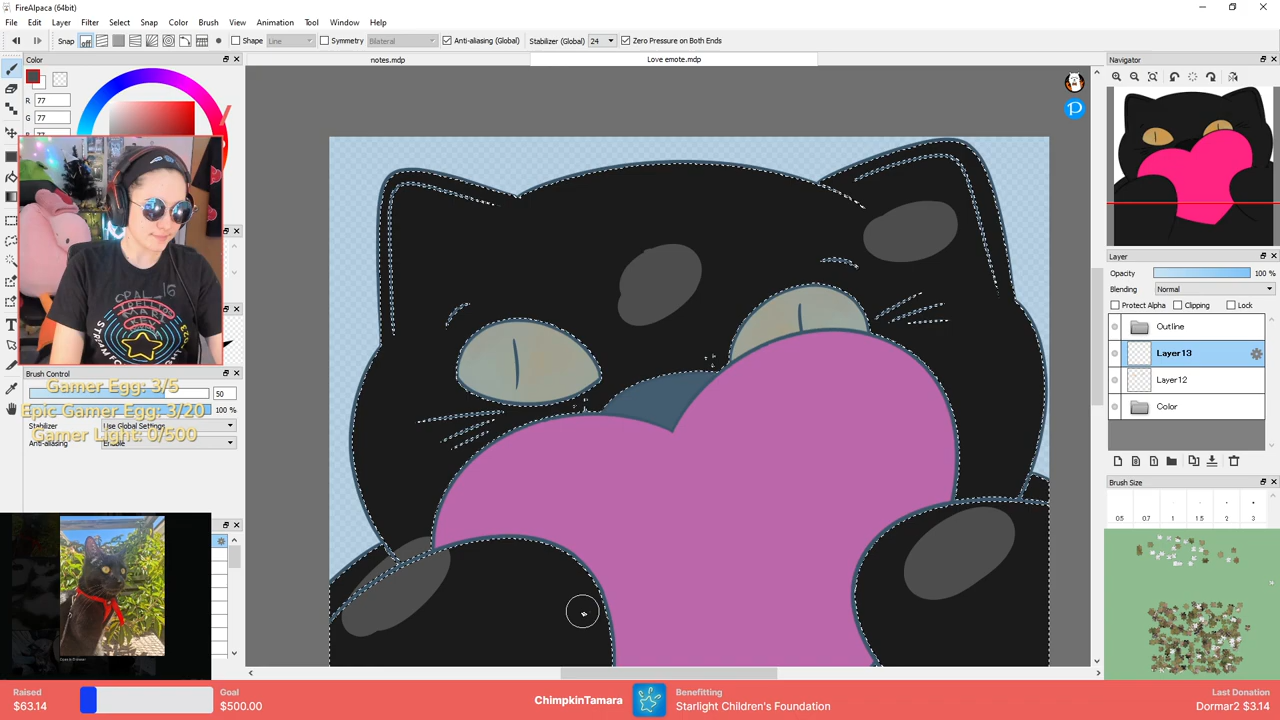 FireAlpaca (64bit)
File Edit Layer Filter Select Snap Color Brush View Animation Tool Window Help
Snap off Shape Line Symmetry Bilateral Anti-aliasing (Global) Stabilizer (Global) 24 Zero Pressure on Both Ends
Color
notes.mdp
Love emote.mdp
Navigator
R 77
G 77
Layer
Opacity 100 %
Blending Normal
Protect Alpha Clipping Lock
Outline
Layer13
Layer12
Color
Brush Control
50
100 %
Gamer Egg: 3/5
Epic Gamer Egg: 3/20
Gamer Light: 0/500
Stabilizer Use Global Settings
Anti-aliasing Enable
Brush Size
0.5 0.7 1 1.5 2 3
Raised
$63.14
Goal
$500.00
ChimpkinTamara
Benefitting
Starlight Children's Foundation
Last Donation
Dormar2 $3.14